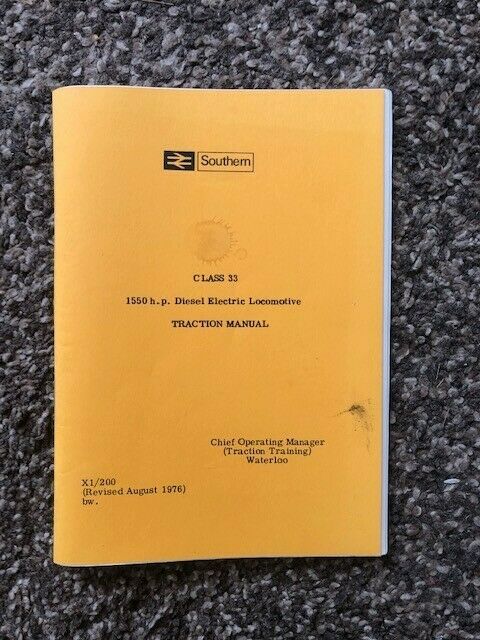 Southern
CLASS 33
1550 h.p. Diesel Electric Locomotive
TRACTION MANUAL
Chief Operating Manager
(Traction Training)
Waterloo
X1/200
(Revised August 1976)
bw.